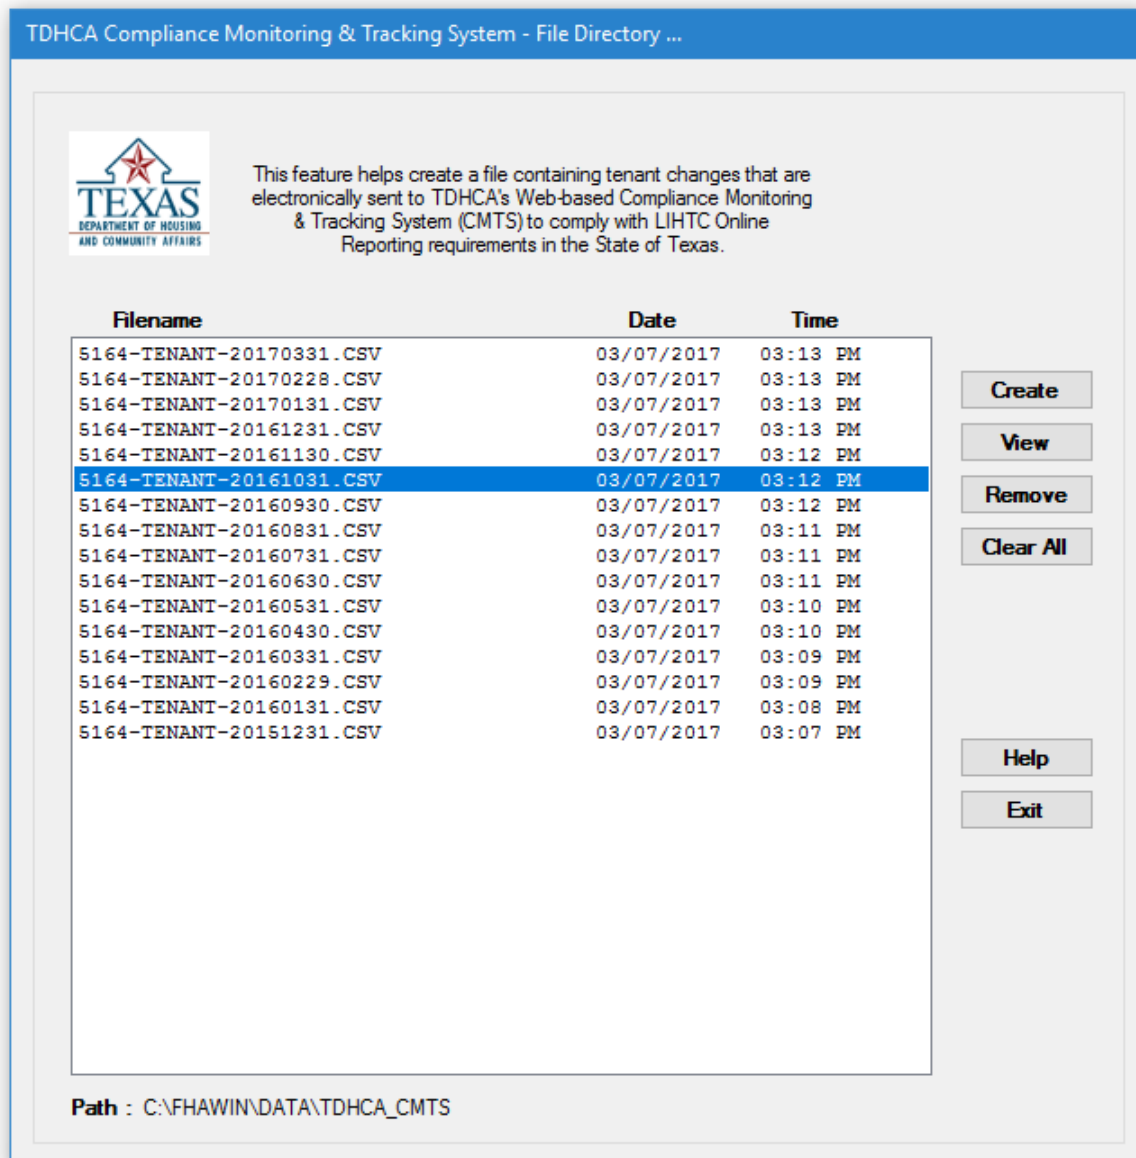 TDHCA Compliance Monitoring & Tracking System - File Directory ...
TEXAS
DEPARTMENT OF HOUSING
AND COMMUNITY AFFAIRS
This feature helps create a file containing tenant changes that are
electronically sent to TDHCA's Web-based Compliance Monitoring
& Tracking System (CMTS) to comply with LIHTC Online
Reporting requirements in the State of Texas.
Filename Date Time
5164-TENANT-20170331.CSV 03/07/2017 03:13 PM
5164-TENANT-20170228.CSV 03/07/2017 03:13 PM
5164-TENANT-20170131.CSV 03/07/2017 03:13 PM
5164-TENANT-20161231.CSV 03/07/2017 03:13 PM
5164-TENANT-20161130.CSV 03/07/2017 03:12 PM
5164-TENANT-20161031.CSV 03/07/2017 03:12 PM
5164-TENANT-20160930.CSV 03/07/2017 03:12 PM
5164-TENANT-20160831.CSV 03/07/2017 03:11 PM
5164-TENANT-20160731.CSV 03/07/2017 03:11 PM
5164-TENANT-20160630.CSV 03/07/2017 03:11 PM
5164-TENANT-20160531.CSV 03/07/2017 03:10 PM
5164-TENANT-20160430.CSV 03/07/2017 03:10 PM
5164-TENANT-20160331.CSV 03/07/2017 03:09 PM
5164-TENANT-20160229.CSV 03/07/2017 03:09 PM
5164-TENANT-20160131.CSV 03/07/2017 03:08 PM
5164-TENANT-20151231.CSV 03/07/2017 03:07 PM
Create
View
Remove
Clear All
Help
Exit
Path : C:\FHAWIN\DATA\TDHCA_CMTS